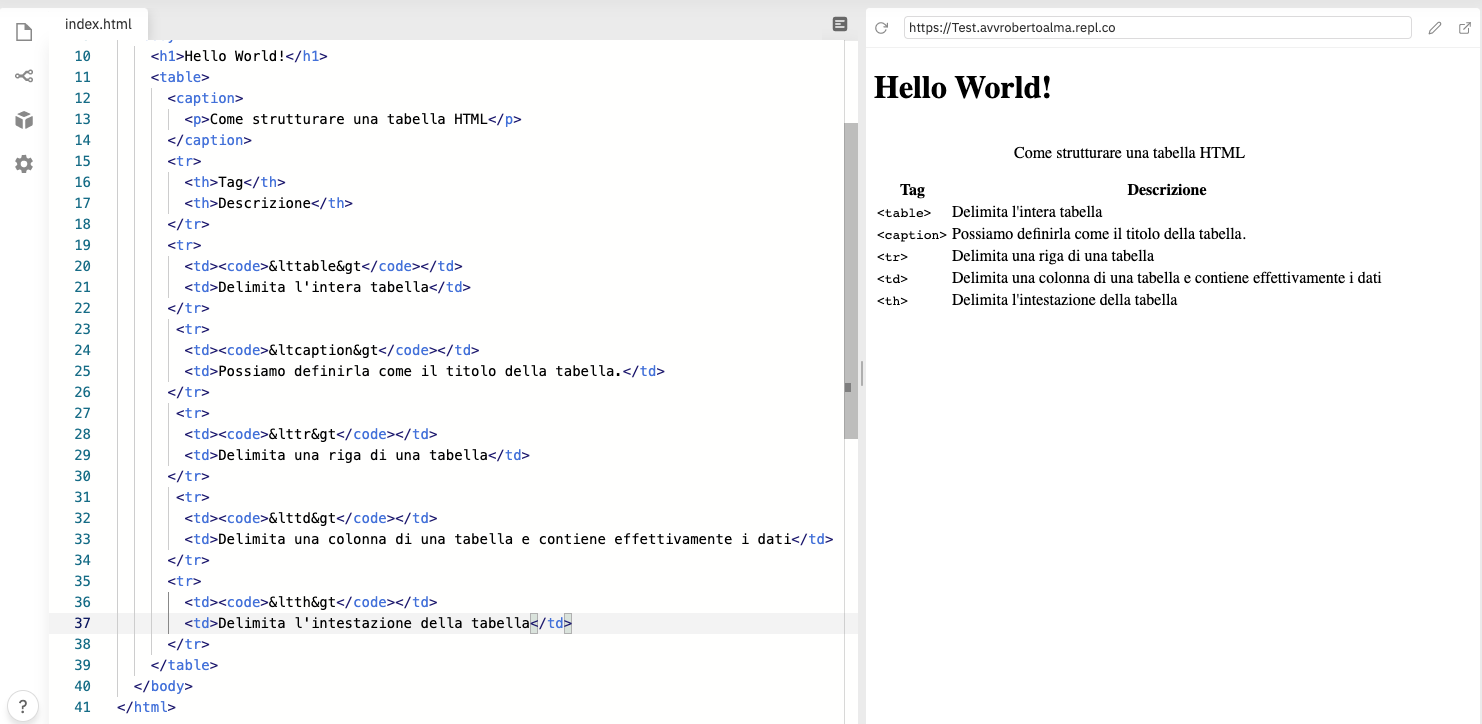 index.html
10 <h1>Hello World!</h1>
11 <table>
12 <caption>
13 <p>Come strutturare una tabella HTML</p>
14 </caption>
15 <tr>
16 <th>Tag</th>
17 <th>Descrizione</th>
18 </tr>
19 <tr>
20 <td><code>&lttable&gt</code></td>
21 <td>Delimita l'intera tabella</td>
22 </tr>
23 <tr>
24 <td><code>&ltcaption&gt</code></td>
25 <td>Possiamo definirla come il titolo della tabella.</td>
26 </tr>
27 <tr>
28 <td><code>&lttr&gt</code></td>
29 <td>Delimita una riga di una tabella</td>
30 </tr>
31 <tr>
32 <td><code>&lttd&gt</code></td>
33 <td>Delimita una colonna di una tabella e contiene effettivamente i dati</td>
34 </tr>
35 <tr>
36 <td><code>&ltth&gt</code></td>
37 <td>Delimita l'intestazione della tabella</td>
38 </tr>
39 </table>
40 </body>
41 </html>
?
https://Test.avvrobertoalma.repl.co
Hello World!
Come strutturare una tabella HTML
Tag Descrizione
<table> Delimita l'intera tabella
<caption> Possiamo definirla come il titolo della tabella.
<tr> Delimita una riga di una tabella
<td> Delimita una colonna di una tabella e contiene effettivamente i dati
<th> Delimita l'intestazione della tabella